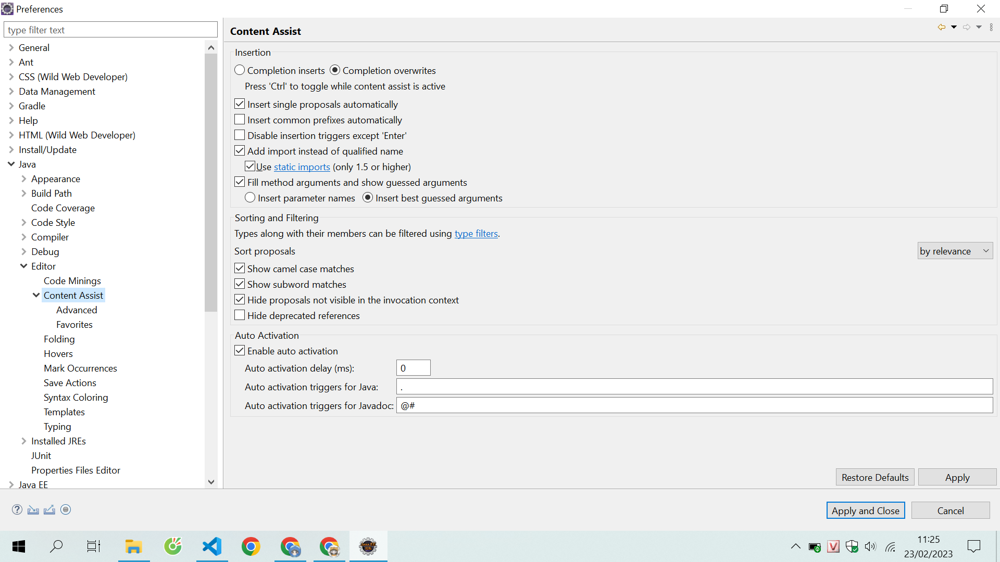 Preferences
type filter text
General
Ant
CSS (Wild Web Developer)
Data Management
Gradle
Help
HTML (Wild Web Developer)
Install/Update
Java
Appearance
Build Path
Code Coverage
Code Style
Compiler
Debug
Editor
Code Minings
Content Assist
Advanced
Favorites
Folding
Hovers
Mark Occurrences
Save Actions
Syntax Coloring
Templates
Typing
Installed JREs
JUnit
Properties Files Editor
Java EE
Content Assist
Insertion
Completion inserts Completion overwrites
Press 'Ctrl' to toggle while content assist is active
Insert single proposals automatically
Insert common prefixes automatically
Disable insertion triggers except 'Enter'
Add import instead of qualified name
Use static imports (only 1.5 or higher)
Fill method arguments and show guessed arguments
Insert parameter names Insert best guessed arguments
Sorting and Filtering
Types along with their members can be filtered using type filters.
Sort proposals by relevance
Show camel case matches
Show subword matches
Hide proposals not visible in the invocation context
Hide deprecated references
Auto Activation
Enable auto activation
Auto activation delay (ms): 0
Auto activation triggers for Java: .
Auto activation triggers for Javadoc: @#
Restore Defaults Apply
Apply and Close Cancel
Java EE
IDE
V
11:25
23/02/2023